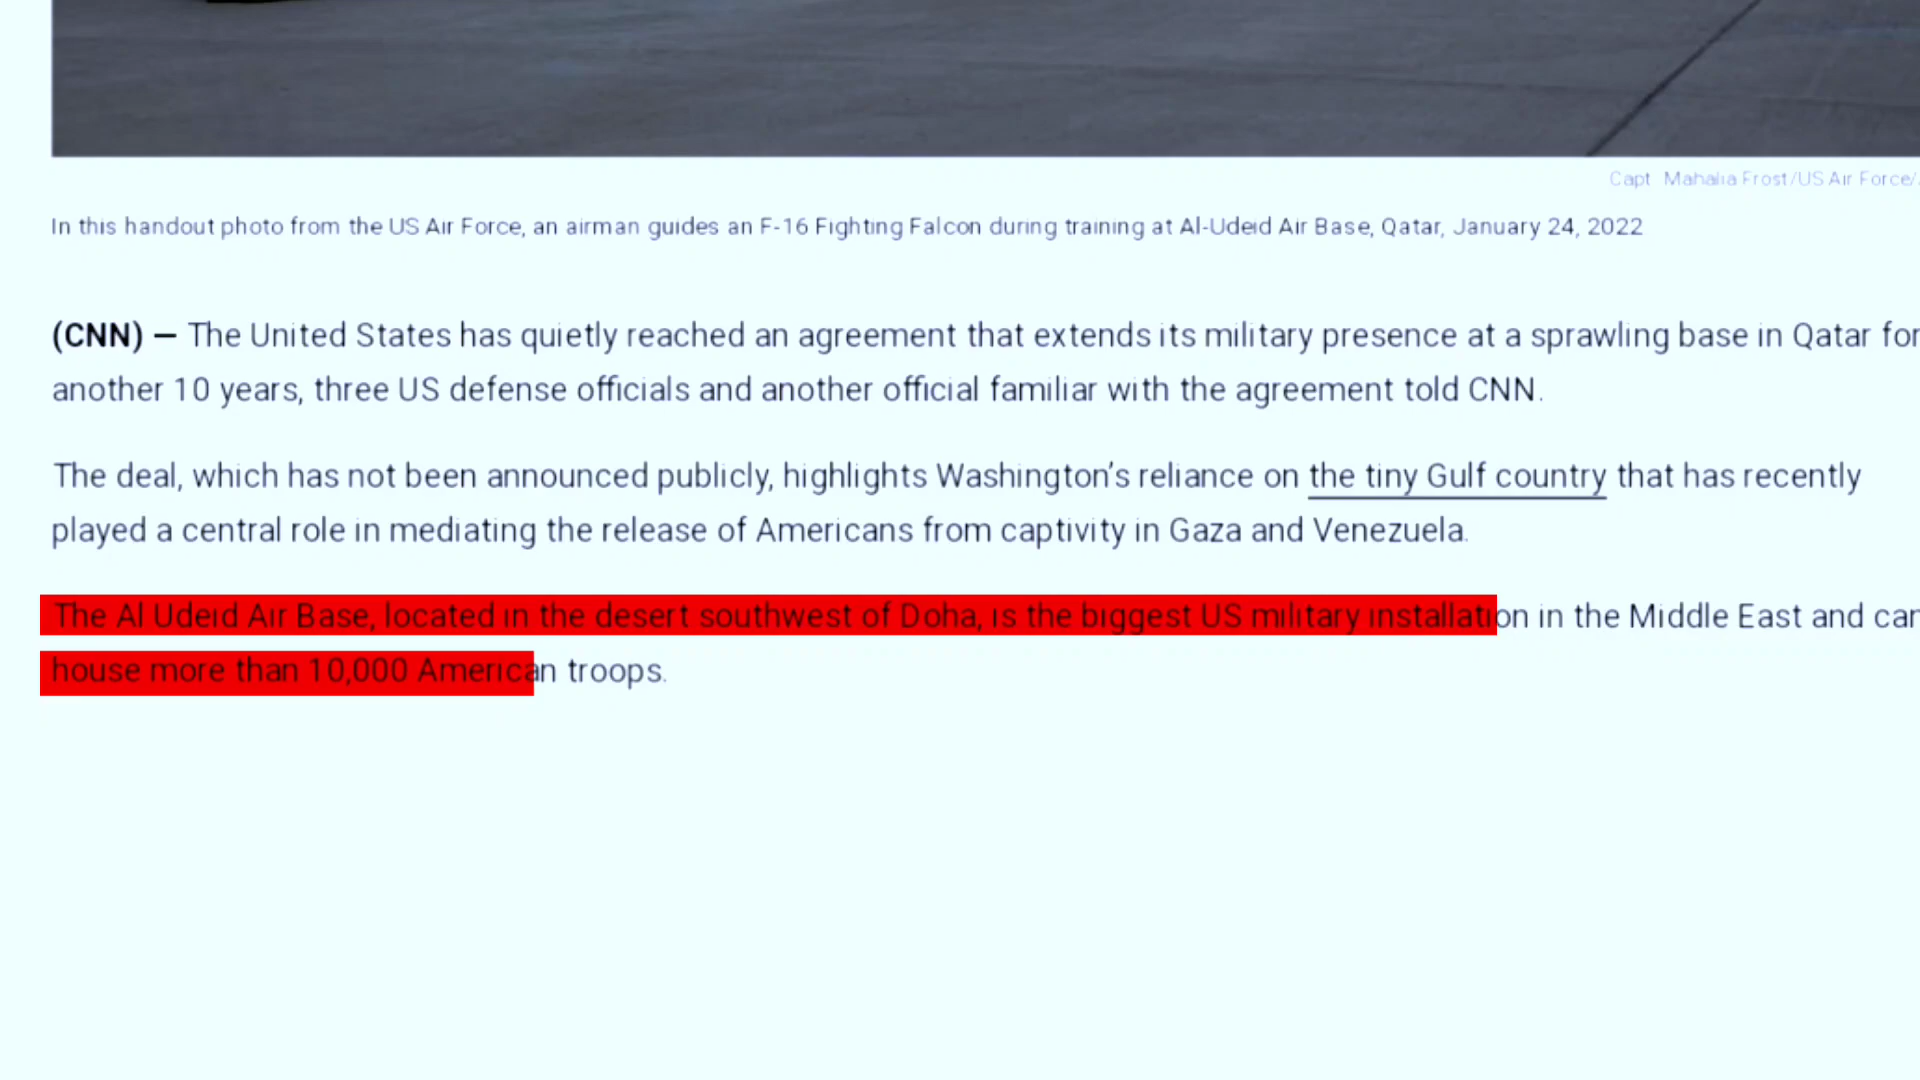 Capt Mahalia Frost/US Air Force/
In this handout photo from the US Air Force, an airman guides an F-16 Fighting Falcon during training at Al-Udeid Air Base, Qatar, January 24, 2022
(CNN) — The United States has quietly reached an agreement that extends its military presence at a sprawling base in Qatar for
another 10 years, three US defense officials and another official familiar with the agreement told CNN.
The deal, which has not been announced publicly, highlights Washington’s reliance on the tiny Gulf country that has recently
played a central role in mediating the release of Americans from captivity in Gaza and Venezuela.
The Al Udeid Air Base, located in the desert southwest of Doha, is the biggest US military installation in the Middle East and can
house more than 10,000 American troops.